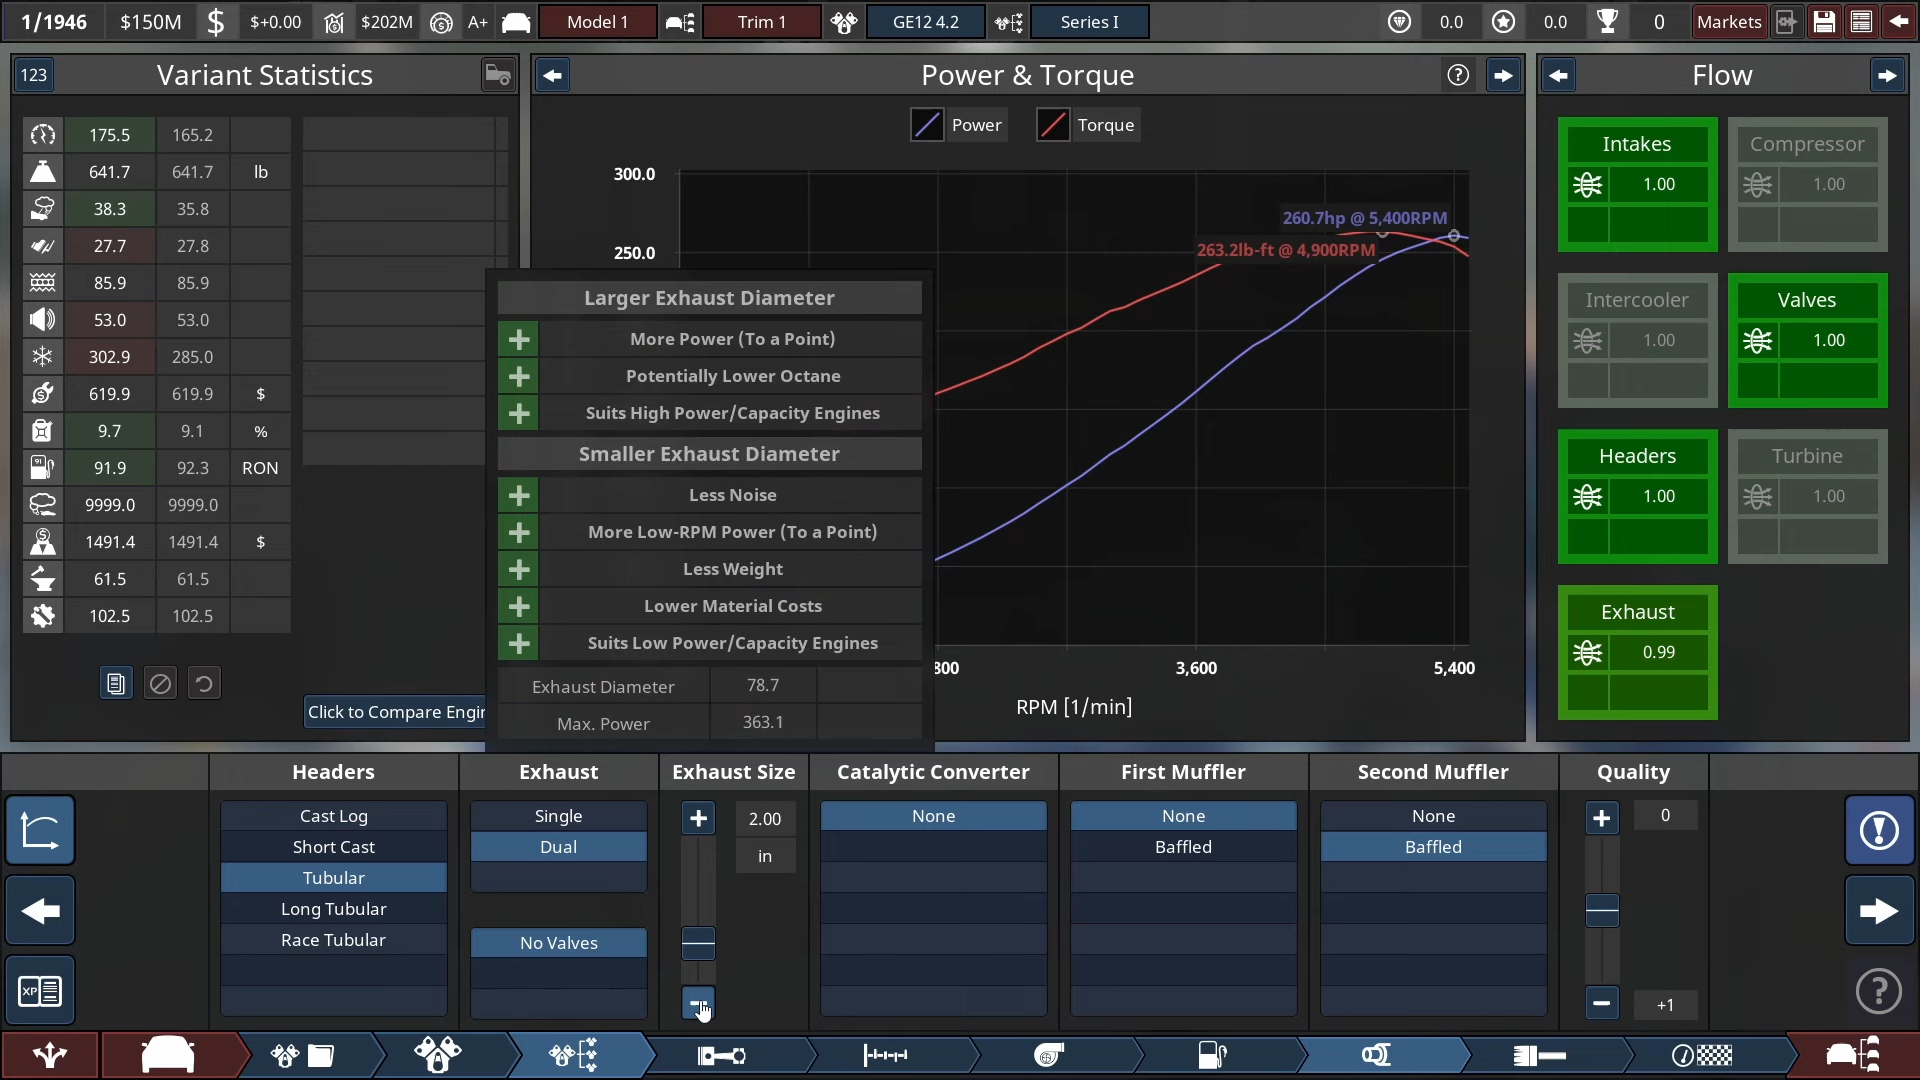 1/1946 $150M $+0.00 $202M A+ Model 1 Trim 1 GE12 4.2 Series I 0.0 0.0 0 Markets
123 Variant Statistics
175.5 165.2
641.7 641.7 lb
38.3 35.8
27.7 27.8
85.9 85.9
53.0 53.0
302.9 285.0
619.9 619.9 $
9.7 9.1 %
91.9 92.3 RON
9999.0 9999.0
1491.4 1491.4 $
61.5 61.5
102.5 102.5
Click to Compare Engin
Power & Torque
Power Torque
300.0
250.0
260.7hp @ 5,400RPM
263.2lb-ft @ 4,900RPM
800 3,600 5,400
RPM [1/min]
Larger Exhaust Diameter
More Power (To a Point)
Potentially Lower Octane
Suits High Power/Capacity Engines
Smaller Exhaust Diameter
Less Noise
More Low-RPM Power (To a Point)
Less Weight
Lower Material Costs
Suits Low Power/Capacity Engines
Exhaust Diameter 78.7
Max. Power 363.1
Flow
Intakes
1.00
Compressor
1.00
Intercooler
1.00
Valves
1.00
Headers
1.00
Turbine
1.00
Exhaust
0.99
Headers
Cast Log
Short Cast
Tubular
Long Tubular
Race Tubular
Exhaust
Single
Dual
No Valves
Exhaust Size
2.00
in
Catalytic Converter
None
First Muffler
None
Baffled
Second Muffler
None
Baffled
Quality
0
+1
XP